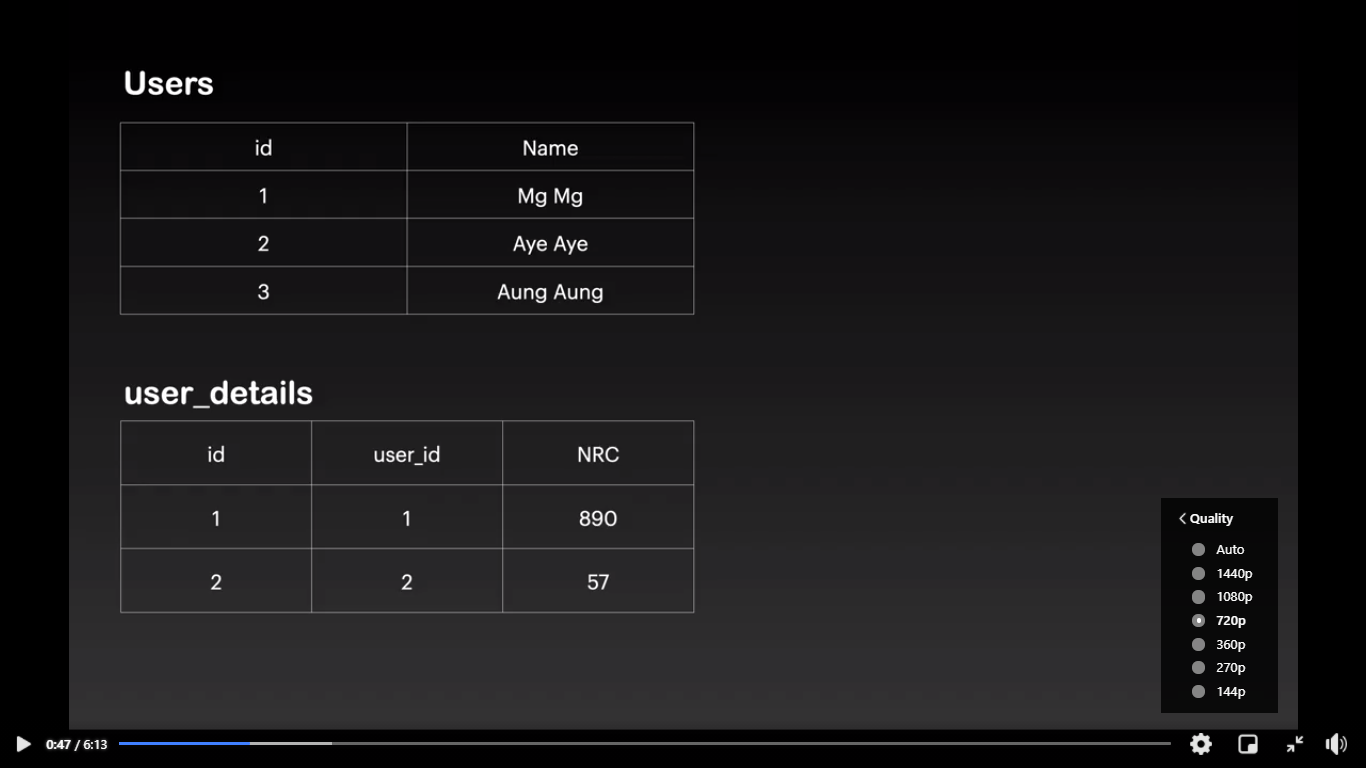 Users
id Name
1 Mg Mg
2 Aye Aye
3 Aung Aung
user_details
id user_id NRC
1 1 890
2 2 57
Quality
Auto
1440p
1080p
720p
360p
270p
144p
0:47 / 6:13